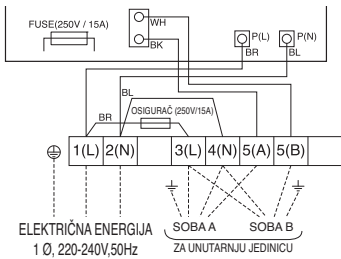 FUSE(250V / 15A)
WH
BK
P(L)
P(N)
BR
BL
BL
BR
OSIGURAČ (250V/15A)
1(L) 2(N) 3(L) 4(N) 5(A) 5(B)
ELEKTRIČNA ENERGIJA
1 Ø, 220-240V,50Hz
SOBA A
SOBA B
ZA UNUTARNJU JEDINICU